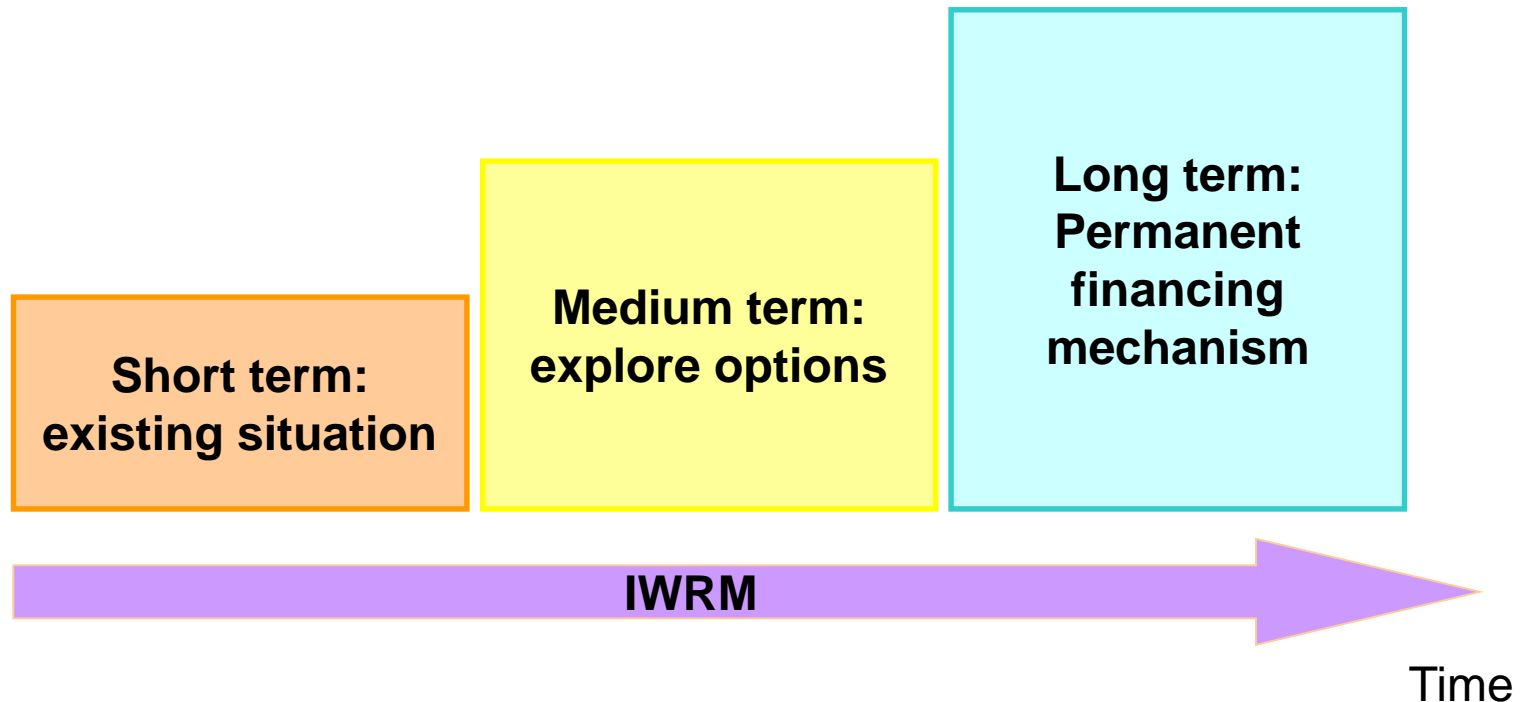 Short term:
existing situation
Medium term:
explore options
Long term:
Permanent
financing
mechanism
IWRM
Time